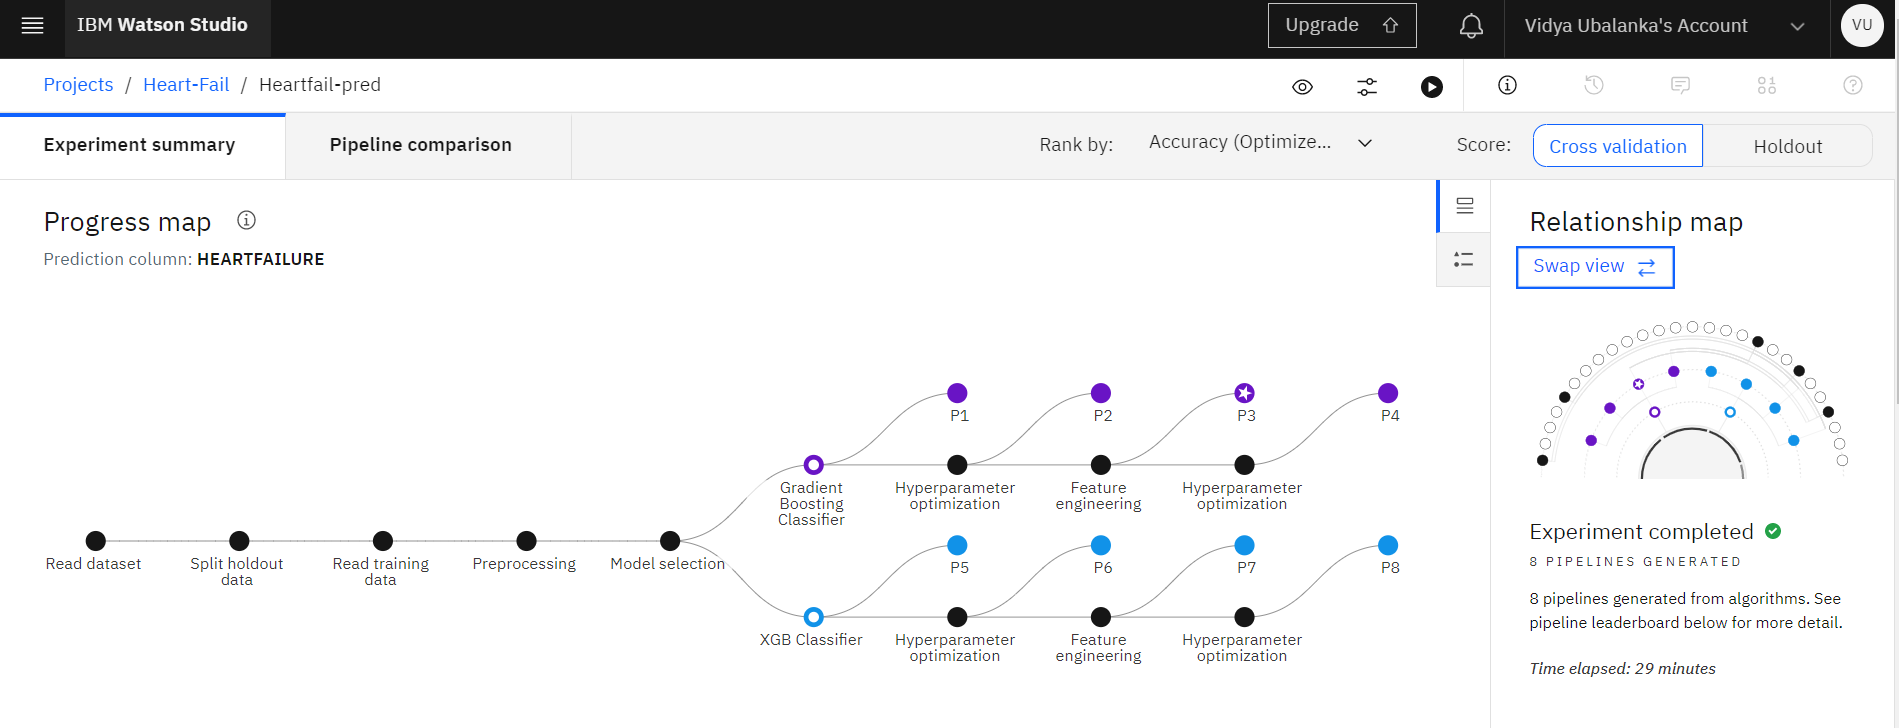 IBM Watson Studio
Upgrade
Vidya Ubalanka's Account
VU
Projects / Heart-Fail / Heartfail-pred
Experiment summary
Pipeline comparison
Rank by:
Accuracy (Optimize...
Score:
Cross validation
Holdout
Progress map
Prediction column: HEARTFAILURE
Relationship map
Swap view
P1
P2
P3
P4
Gradient
Boosting
Classifier
Hyperparameter
optimization
Feature
engineering
Hyperparameter
optimization
Read dataset
Split holdout
data
Read training
data
Preprocessing
Model selection
P5
P6
P7
P8
XGB Classifier
Hyperparameter
optimization
Feature
engineering
Hyperparameter
optimization
Experiment completed
8 PIPELINES GENERATED
8 pipelines generated from algorithms. See
pipeline leaderboard below for more detail.
Time elapsed: 29 minutes